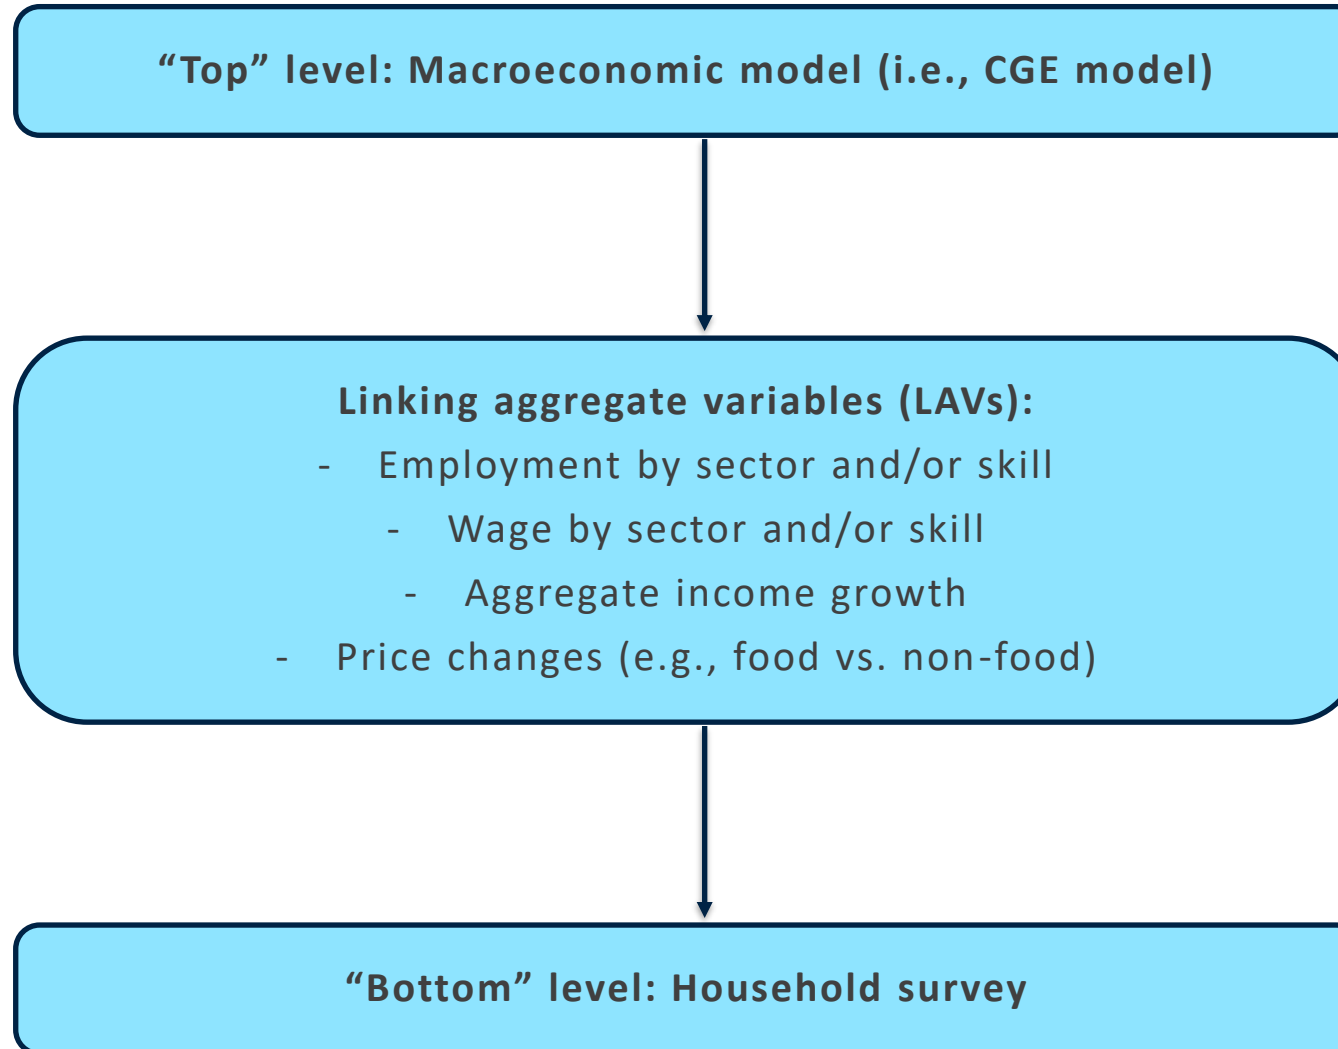 “Top” level: Macroeconomic model (i.e., CGE model)
Linking aggregate variables (LAVs):
- Employment by sector and/or skill
- Wage by sector and/or skill
- Aggregate income growth
- Price changes (e.g., food vs. non-food)
“Bottom” level: Household survey